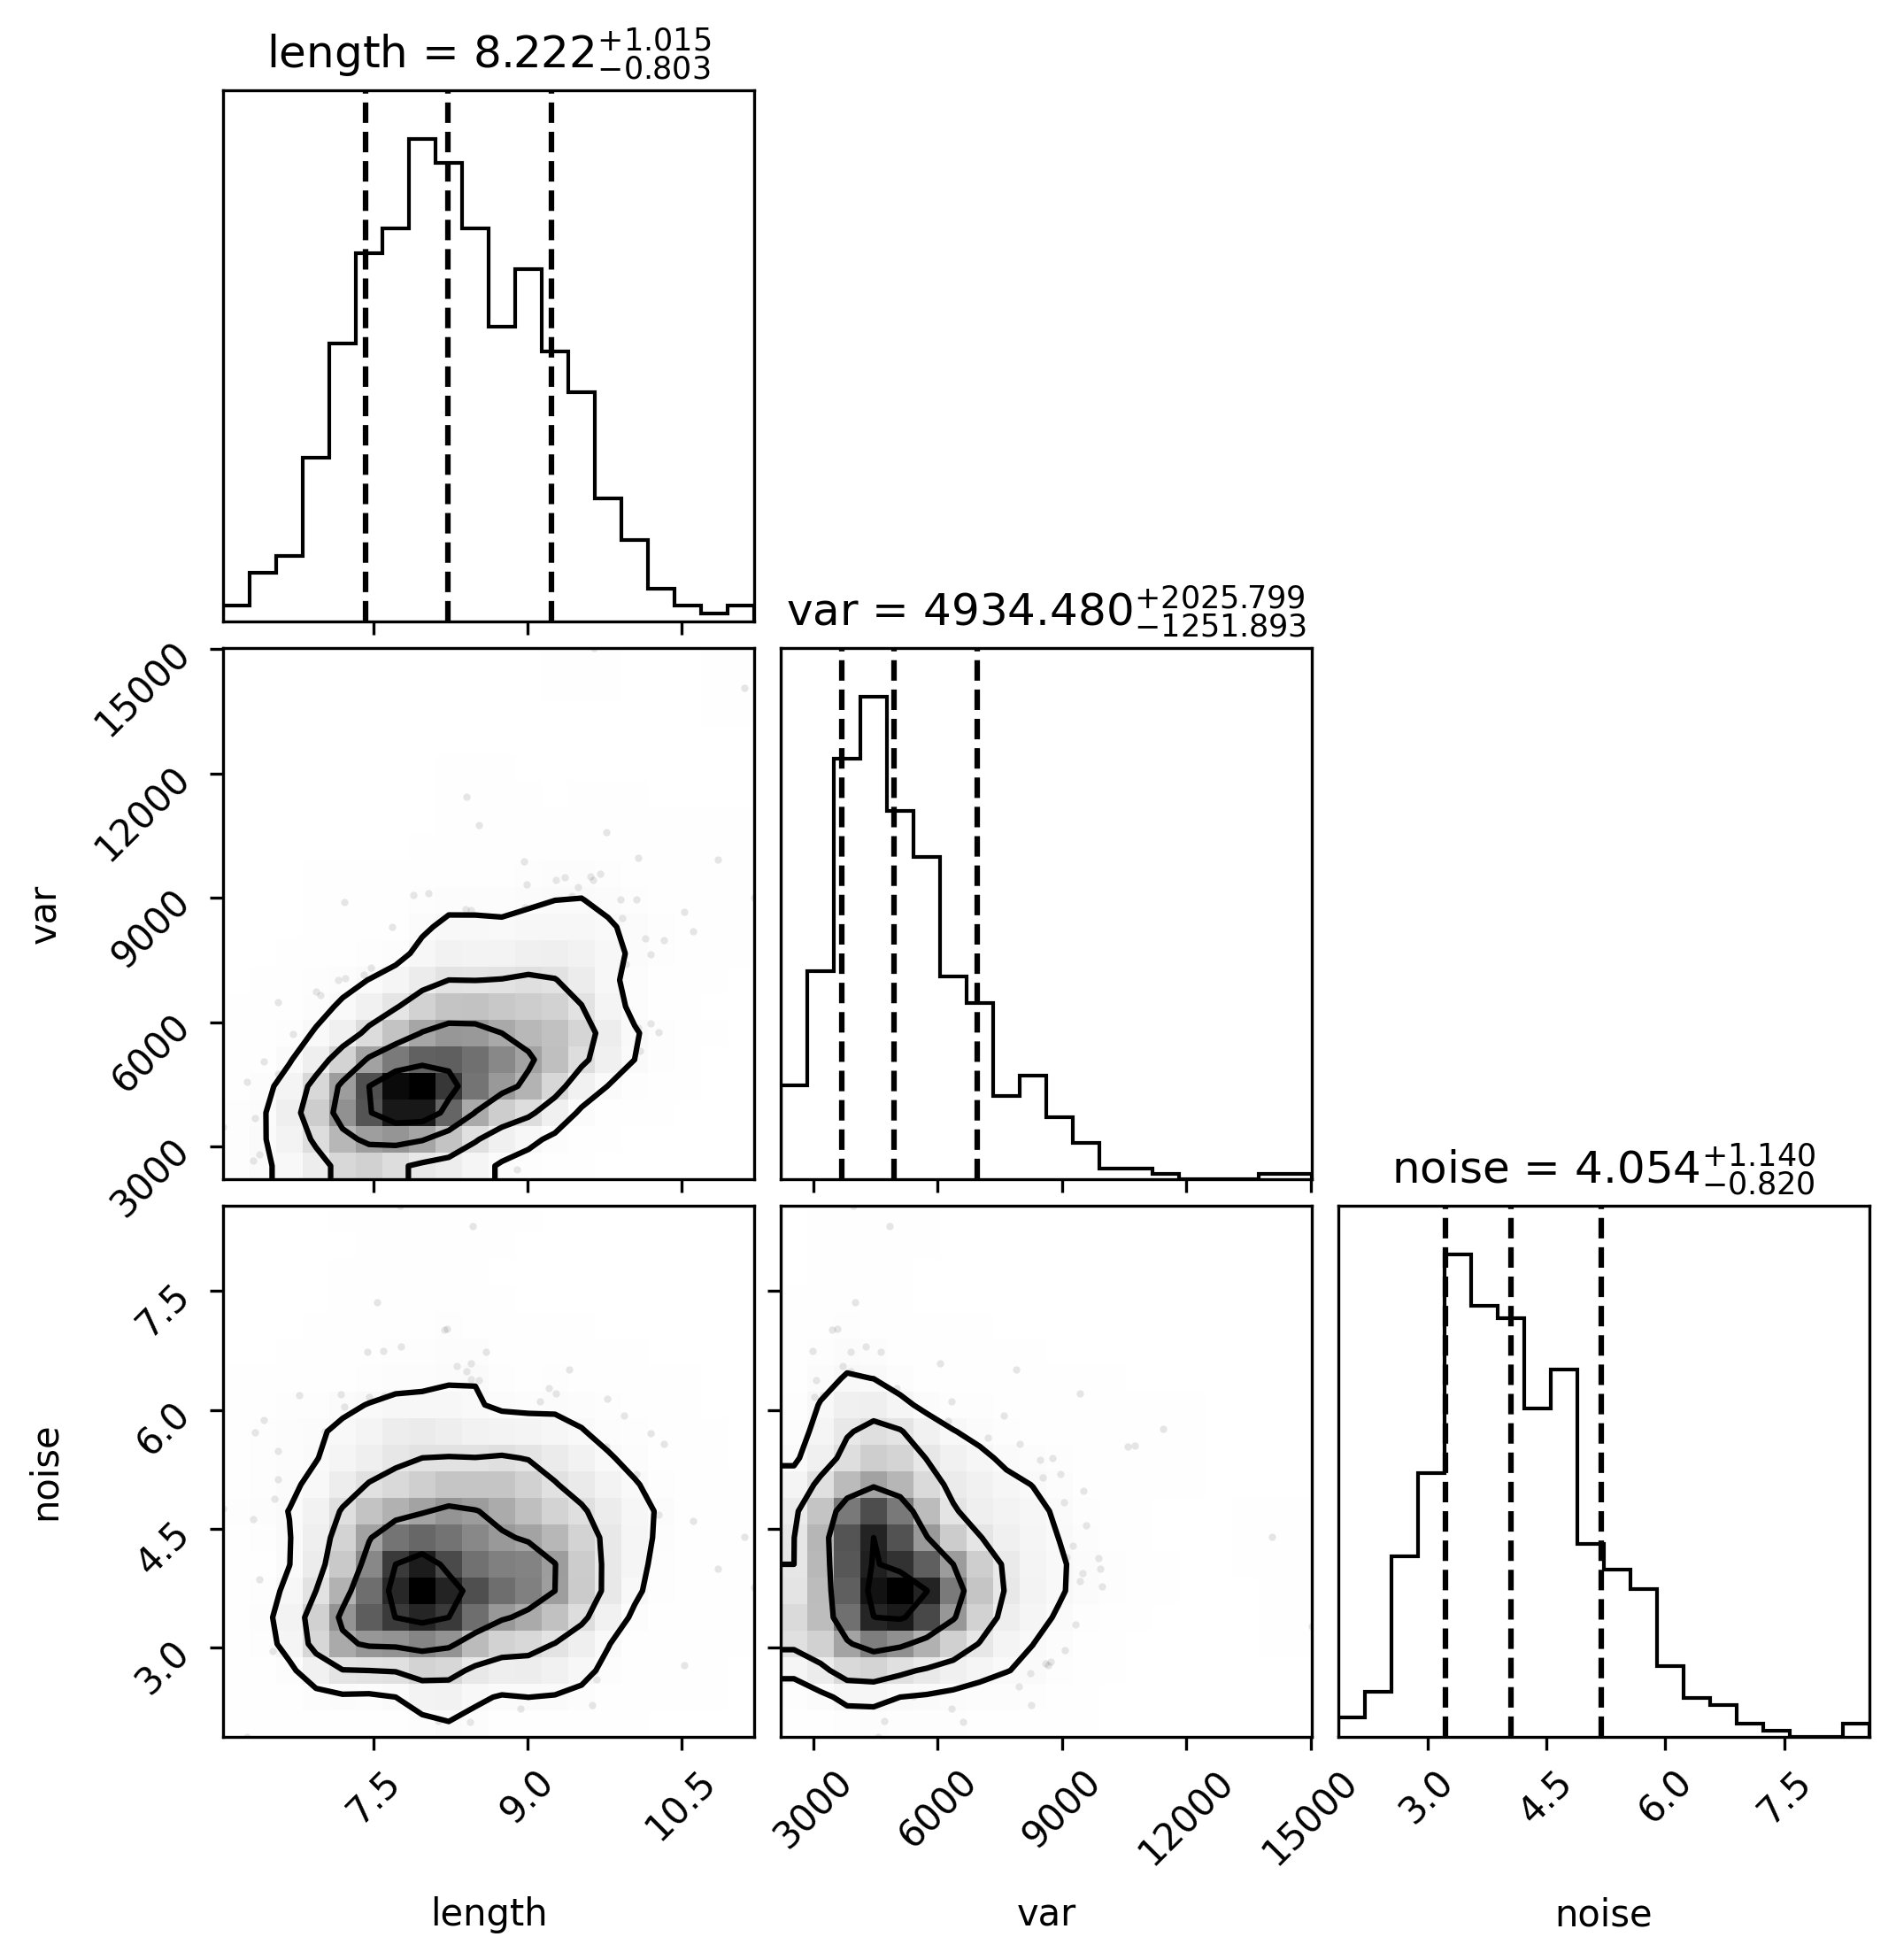 length = 8.222+1.015−0.803
var = 4934.480+2025.799−1251.893
15000
12000
9000
6000
3000
var
noise = 4.054+1.140−0.820
7.5
6.0
4.5
3.0
noise
7.5 9.0 10.5 3000 6000 9000 12000 15000 3.0 4.5 6.0 7.5
length var noise